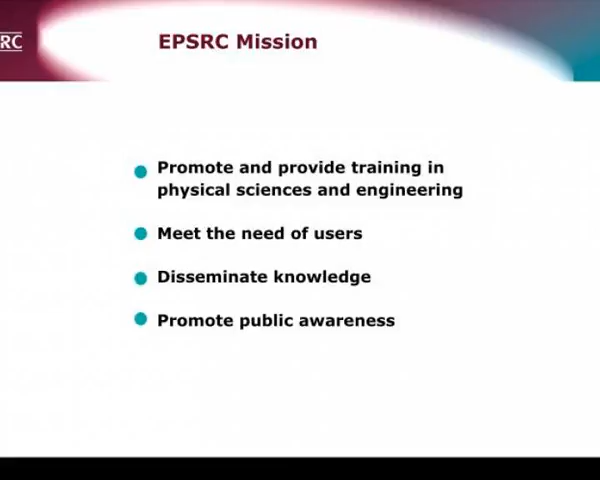 RC
EPSRC Mission
Promote and provide training in
physical sciences and engineering
Meet the need of users
Disseminate knowledge
Promote public awareness